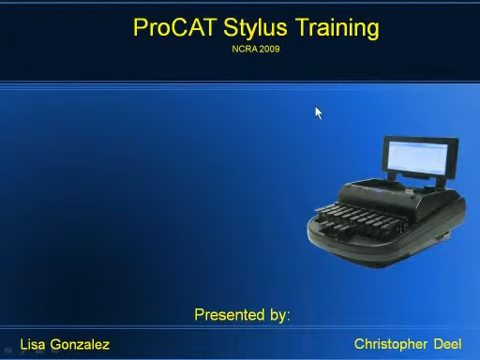 ProCAT Stylus Training
NCRA 2009
Presented by:
Lisa Gonzalez
Christopher Deel